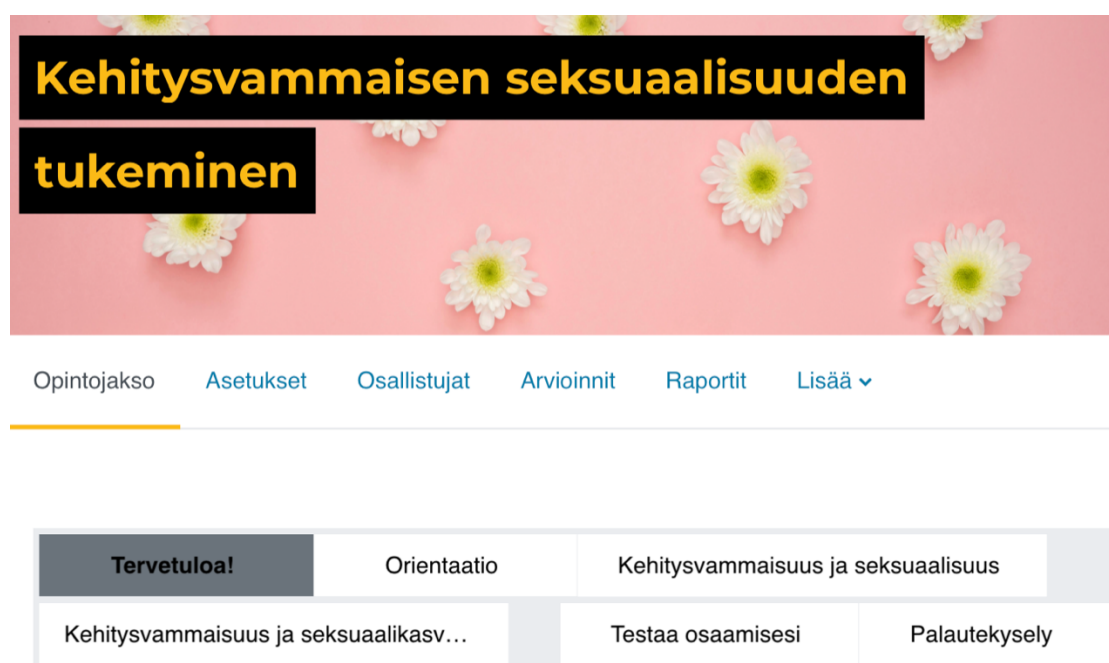 Kehitysvammaisen seksuaalisuuden
tukeminen
Opintojakso Asetukset Osallistujat Arvioinnit Raportit Lisää
Tervetuloa! Orientaatio Kehitysvammaisuus ja seksuaalisuus
Kehitysvammaisuus ja seksuaalikasv… Testaa osaamisesi Palautekysely